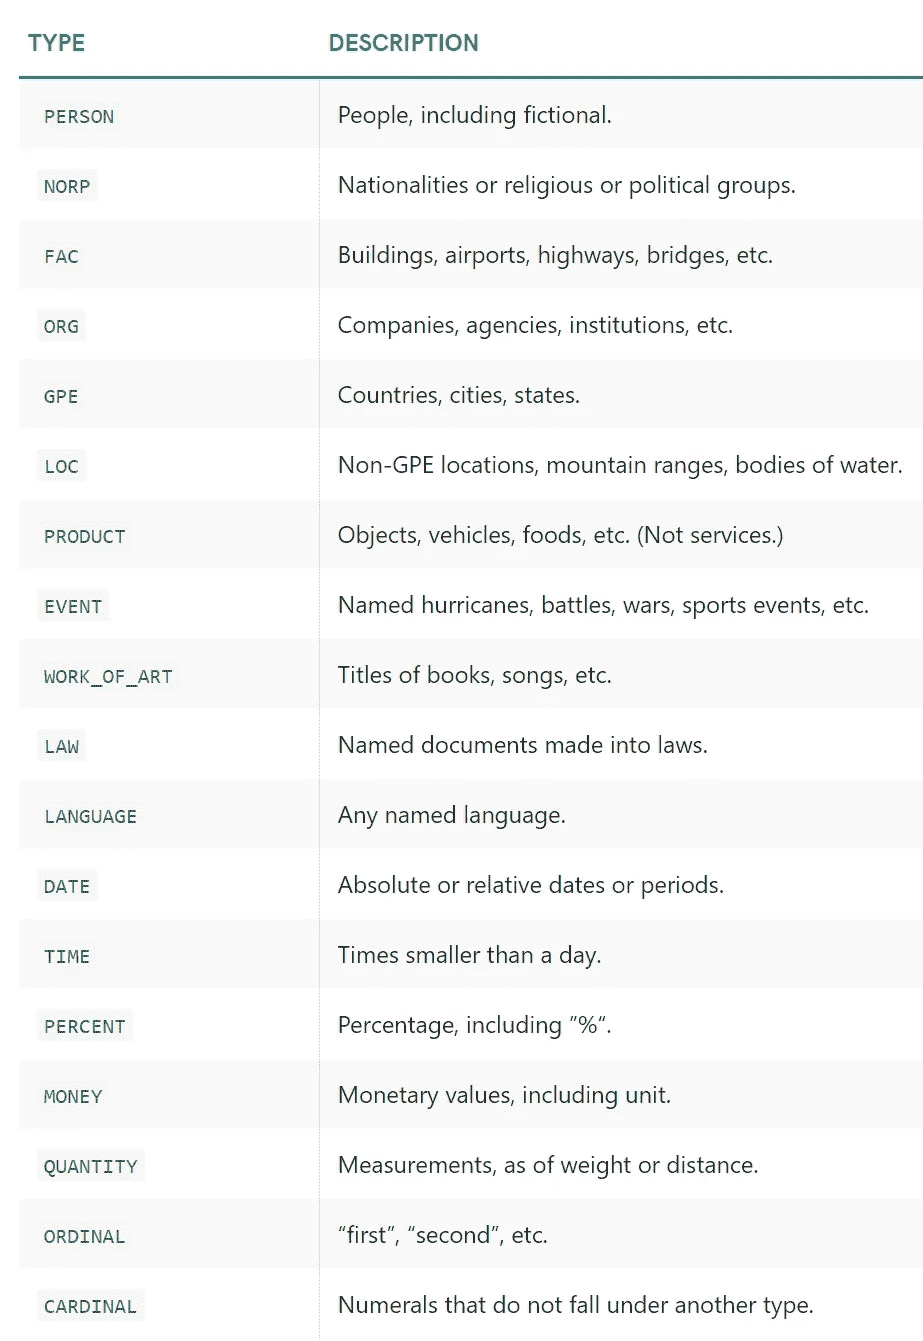 TYPE DESCRIPTION
PERSON People, including fictional.
NORP Nationalities or religious or political groups.
FAC Buildings, airports, highways, bridges, etc.
ORG Companies, agencies, institutions, etc.
GPE Countries, cities, states.
LOC Non-GPE locations, mountain ranges, bodies of water.
PRODUCT Objects, vehicles, foods, etc. (Not services.)
EVENT Named hurricanes, battles, wars, sports events, etc.
WORK_OF_ART Titles of books, songs, etc.
LAW Named documents made into laws.
LANGUAGE Any named language.
DATE Absolute or relative dates or periods.
TIME Times smaller than a day.
PERCENT Percentage, including ”%“.
MONEY Monetary values, including unit.
QUANTITY Measurements, as of weight or distance.
ORDINAL “first”, “second”, etc.
CARDINAL Numerals that do not fall under another type.